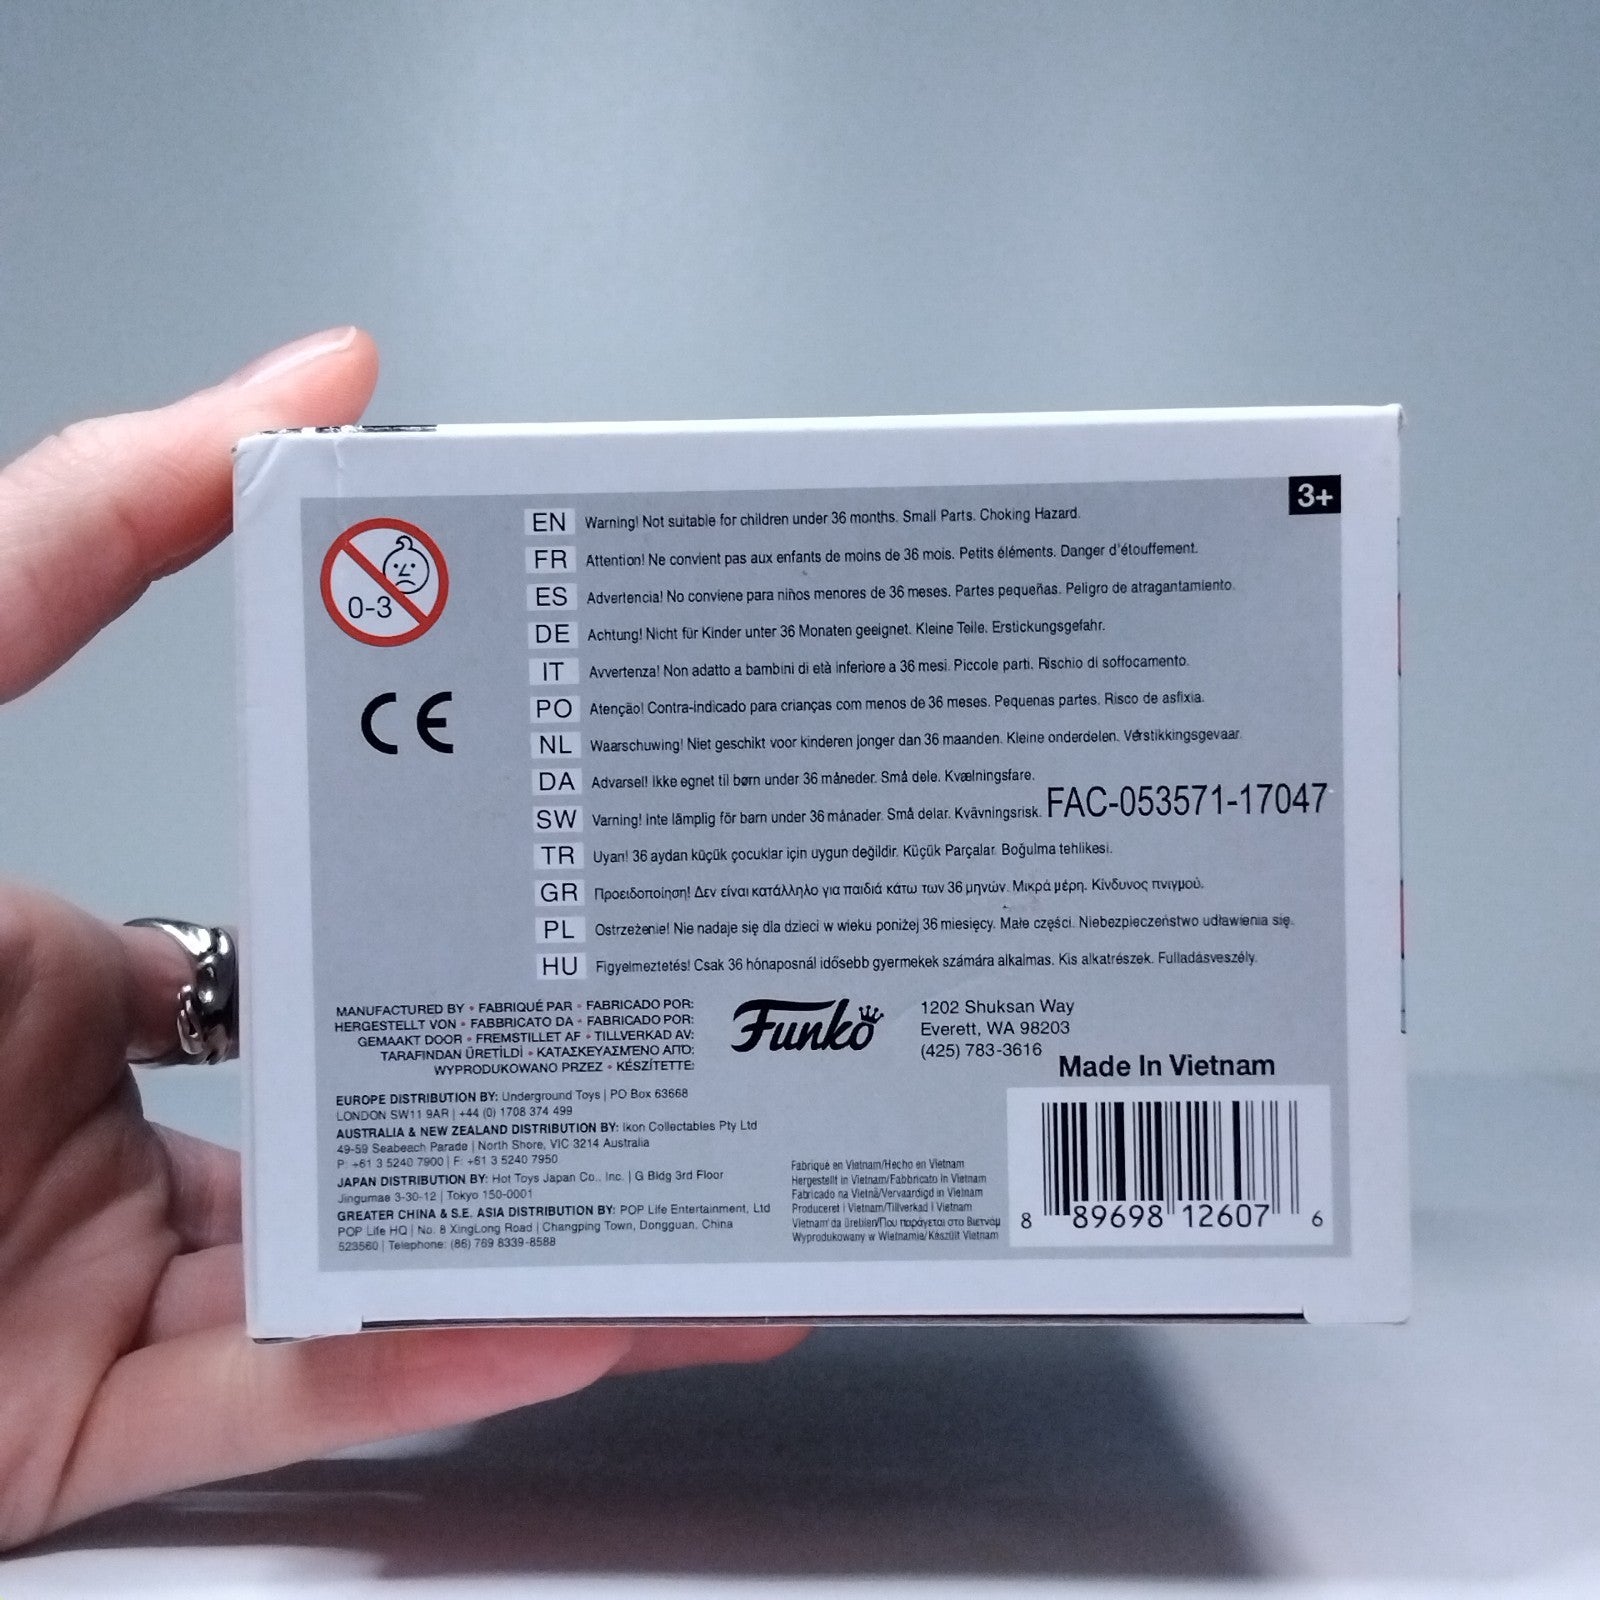 3+
0-3
CE
EN Warning! Not suitable for children under 36 months. Small Parts. Choking Hazard.
FR Attention! Ne convient pas aux enfants de moins de 36 mois. Petits éléments. Danger d'étouffement.
ES Advertencia! No conviene para niños menores de 36 meses. Partes pequeñas. Peligro de atragantamiento.
DE Achtung! Nicht für Kinder unter 36 Monaten geeignet. Kleine Teile. Erstickungsgefahr.
IT Avvertenza! Non adatto a bambini di età inferiore a 36 mesi. Piccole parti. Rischio di soffocamento.
PO Atenção! Contra-indicado para crianças com menos de 36 meses. Pequenas partes. Risco de asfixia.
NL Waarschuwing! Niet geschikt voor kinderen jonger dan 36 maanden. Kleine onderdelen. Verstikkingsgevaar.
DA Advarsel! Ikke egnet til børn under 36 måneder. Små dele. Kvælningsfare.
SW Varning! Inte lämplig för barn under 36 månader. Små delar. Kvävningsrisk.
FAC-053571-17047
TR Uyan! 36 aydan küçük çocuklar için uygun değildir. Küçük Parçalar. Boğulma tehlikesi.
GR Προειδοποίηση! Δεν είναι κατάλληλο για παιδιά κάτω των 36 μηνών. Μικρά μέρη. Κίνδυνος πνιγμού.
PL Ostrzeżenie! Nie nadaje się dla dzieci w wieku poniżej 36 miesięcy. Małe części. Niebezpieczeństwo udławienia się.
HU Figyelmeztetés! Csak 36 hónaposnál idősebb gyermekek számára alkalmas. Kis alkatrészek. Fulladásveszély.
MANUFACTURED BY • FABRIQUÉ PAR • FABRICADO POR:
HERGESTELLT VON • FABBRICATO DA • FABRICADO POR:
GEMAAKT DOOR • FREMSTILLET AF • TILLVERKAD AV:
TARAFINDAN ÜRETİLDİ • ΚΑΤΑΣΚΕΥΑΣΜΈΝΟ ΑΠΌ:
WYPRODUKOWANO PRZEZ • KÉSZÍTETTE:
Funko
1202 Shuksan Way
Everett, WA 98203
(425) 783-3616
Made In Vietnam
EUROPE DISTRIBUTION BY: Underground Toys | PO Box 63668
LONDON SW11 9AR | +44 (0) 1708 374 499
AUSTRALIA & NEW ZEALAND DISTRIBUTION BY: Ikon Collectables Pty Ltd
49-59 Seabeach Parade | North Shore, VIC 3214 Australia
P: +61 3 5240 7900 | F: +61 3 5240 7950
JAPAN DISTRIBUTION BY: Hot Toys Japan Co., Inc. | G Bldg 3rd Floor
Jingumae 3-30-12 | Tokyo 150-0001
GREATER CHINA & S.E. ASIA DISTRIBUTION BY: POP Life Entertainment, Ltd
POP Life HQ | No. 8 XingLong Road | Changping Town, Dongguan, China
523560 | Telephone: (86) 769 8339-8588
Fabriqué en Vietnam/Hecho en Vietnam
Hergestellt in Vietnam/Fabbricato in Vietnam
Fabricado na Vietnã/Vervaardigd in Vietnam
Produceret i Vietnam/Tillverkad i Vietnam
Vietnam'da üretilen/Που παράγεται στο Βιετνάμ
Wyprodukowany w Wietnamie/Készült Vietnam
8 89698 12607 6